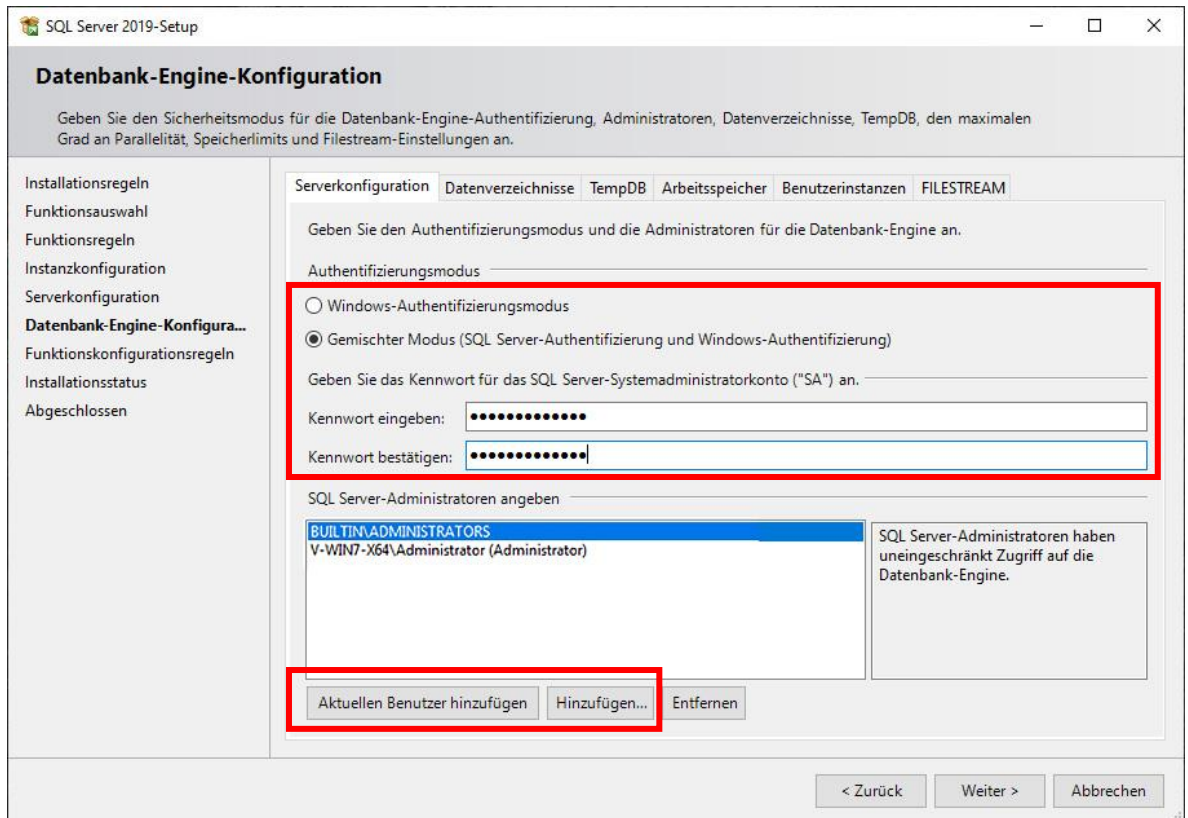 SQL Server 2019-Setup
Datenbank-Engine-Konfiguration
Geben Sie den Sicherheitsmodus für die Datenbank-Engine-Authentifizierung, Administratoren, Datenverzeichnisse, TempDB, den maximalen
Grad an Parallelität, Speicherlimits und Filestream-Einstellungen an.
Installationsregeln
Funktionsauswahl
Funktionsregeln
Instanzkonfiguration
Serverkonfiguration
Datenbank-Engine-Konfigura...
Funktionskonfigurationsregeln
Installationsstatus
Abgeschlossen
Serverkonfiguration Datenverzeichnisse TempDB Arbeitsspeicher Benutzerinstanzen FILESTREAM
Geben Sie den Authentifizierungsmodus und die Administratoren für die Datenbank-Engine an.
Authentifizierungsmodus
Windows-Authentifizierungsmodus
Gemischter Modus (SQL Server-Authentifizierung und Windows-Authentifizierung)
Geben Sie das Kennwort für das SQL Server-Systemadministratorkonto ("SA") an.
Kennwort eingeben: ●●●●●●●●●●●●●
Kennwort bestätigen: ●●●●●●●●●●●●●
SQL Server-Administratoren angeben
BUILTIN\ADMINISTRATORS
V-WIN7-X64\Administrator (Administrator)
SQL Server-Administratoren haben
uneingeschränkt Zugriff auf die
Datenbank-Engine.
Aktuellen Benutzer hinzufügen Hinzufügen... Entfernen
< Zurück Weiter > Abbrechen